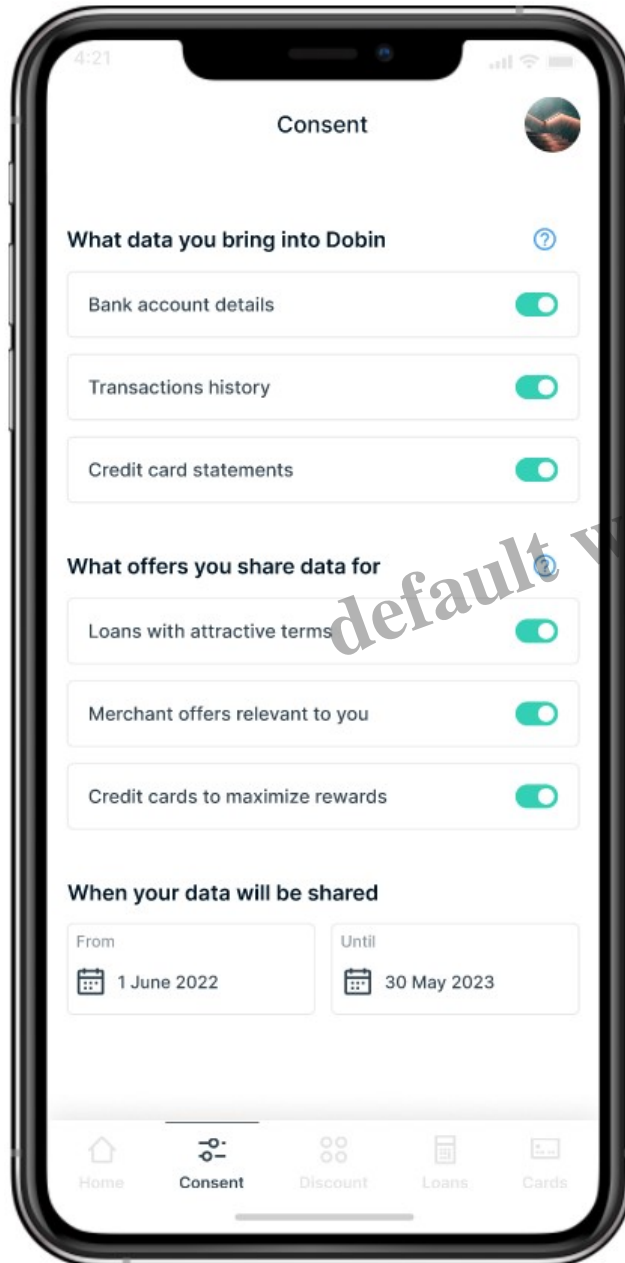 4:21
Consent
What data you bring into Dobin
Bank account details
Transactions history
Credit card statements
What offers you share data for
default
Loans with attractive terms
Merchant offers relevant to you
Credit cards to maximize rewards
When your data will be shared
From
Until
1 June 2022
30 May 2023
Home
Consent
Discount
Loans
Cards